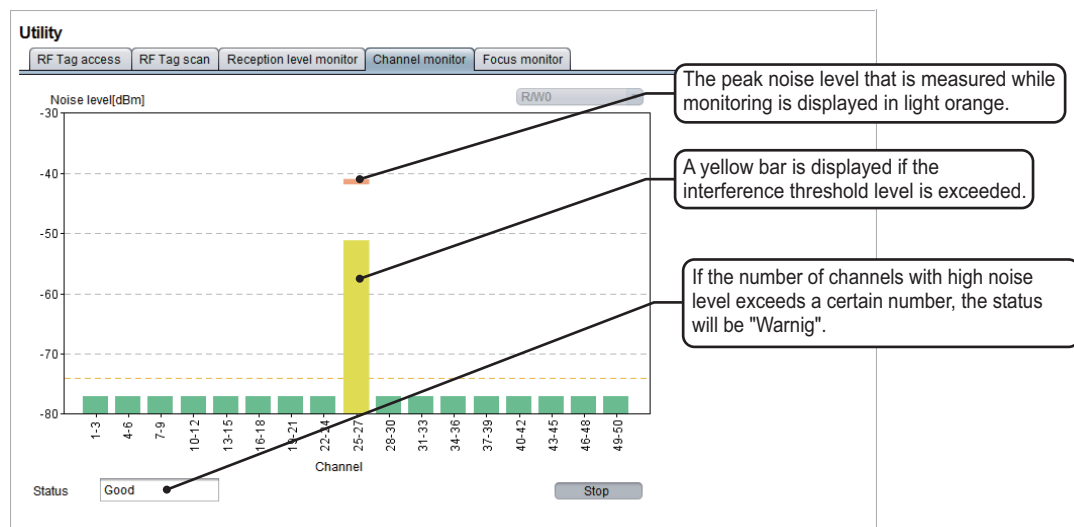 Utility
RF Tag access
RF Tag scan
Reception level monitor
Channel monitor
Focus monitor
Noise level[dBm]
R/W0
-30
-40
-50
-60
-70
-80
1-3
4-6
7-9
10-12
13-15
16-18
19-21
22-24
25-27
28-30
31-33
34-36
37-39
40-42
43-45
46-48
49-50
Channel
Status
Good
Stop
The peak noise level that is measured while
monitoring is displayed in light orange.
A yellow bar is displayed if the
interference threshold level is exceeded.
If the number of channels with high noise
level exceeds a certain number, the status
will be "Warnig".